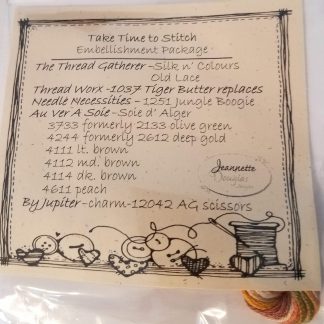 Take Time to Stitch
Embellishment Package
The Thread Gatherer -Silk n' Colours
Old Lace
Thread Worx -1037 Tiger Butter replaces
Needle Necessities - 1251 Jungle Boogie
Au Ver A Soie-Soie d' Alger
3733 formerly 2133 olive green
4244 formerly 2612 deep gold
4111 lt. brown
4112 md. brown
4114 dk. brown
4611 peach
By Jupiter-charm-12042 AG scissors
Jeannette
Douglas